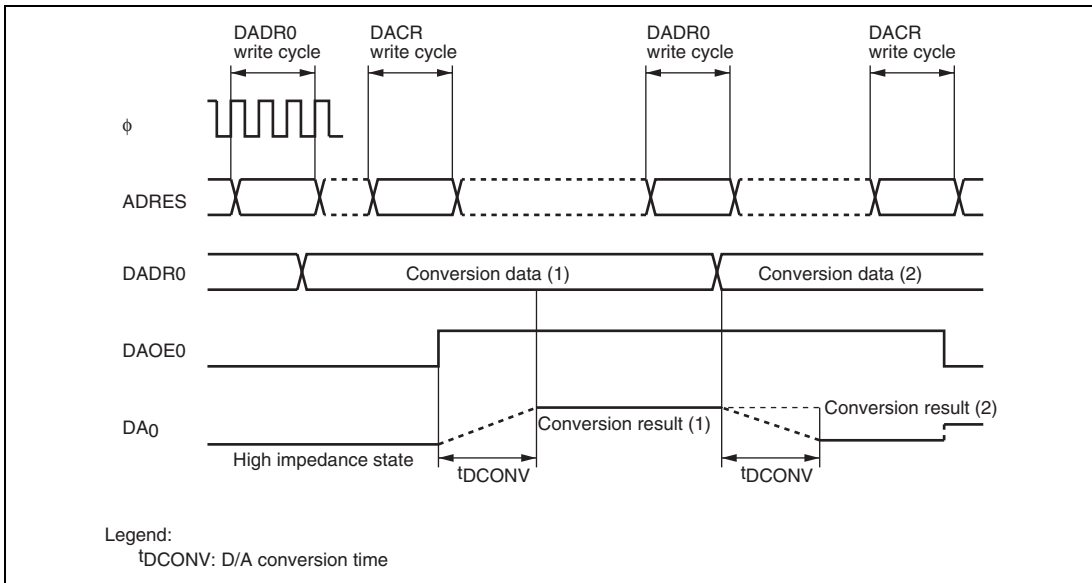 DADR0
write cycle
DACR
write cycle
DADR0
write cycle
DACR
write cycle
φ
ADRES
DADR0
Conversion data (1)
Conversion data (2)
DAOE0
DA0
Conversion result (1)
Conversion result (2)
High impedance state
tDCONV
tDCONV
Legend:
tDCONV: D/A conversion time